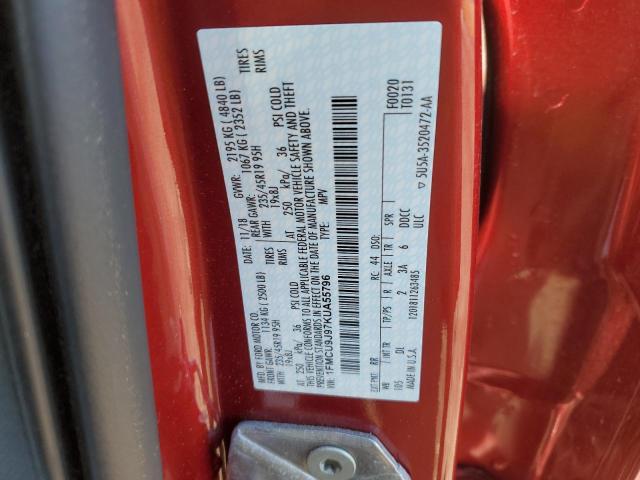 MFD. BY FORD MOTOR CO.
DATE: 11/18 GVWR: 2195 KG ( 4840 LB)
FRONT GAWR: 1134 KG ( 2500 LB) REAR GAWR: 1067 KG ( 2352 LB)
235/45R19 95H TIRES WITH 235/45R19 95H TIRES
19x8J RIMS 19x8J RIMS
AT 250 kPa/ 36 PSI COLD AT 250 kPa/ 36 PSI COLD
THIS VEHICLE CONFORMS TO ALL APPLICABLE FEDERAL MOTOR VEHICLE SAFETY AND THEFT
PREVENTION STANDARDS IN EFFECT ON THE DATE OF MANUFACTURE SHOWN ABOVE.
VIN: 1FMCU9J97KUA55796 TYPE: MPV
F0020
T0131
EXT PNT: RR RC: 44 DSO:
WB INT TR TP/PS R AXLE TR SPR
105 DL 2 3A 6 DDCC
ULC
MADE IN U.S.A. 1201811263485
▽ 5U5A-3520472-AA